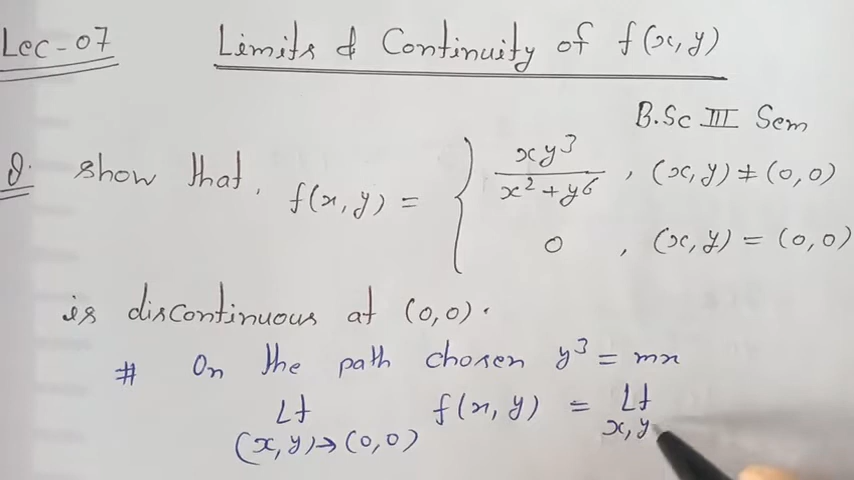 Lec-07 Limits & Continuity of f(x,y)
B.Sc III Sem
Q. show that, f(x,y) = { xy³/x²+y⁶ , (x,y) ≠ (0,0)
0 , (x,y) = (0,0)
is discontinuous at (0,0).
# On the path chosen y³ = mx
Lt f(x,y) = Lt
(x,y)→(0,0) x,y